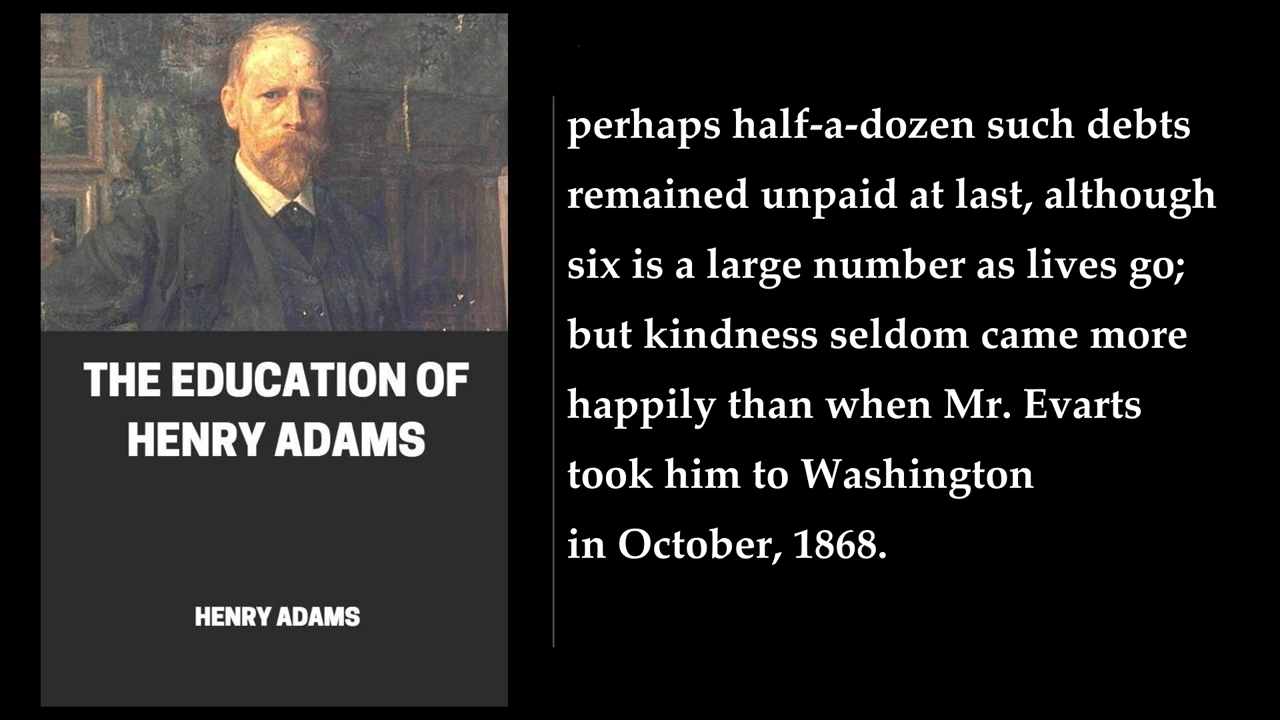 THE EDUCATION OF
HENRY ADAMS
HENRY ADAMS
perhaps half-a-dozen such debts
remained unpaid at last, although
six is a large number as lives go;
but kindness seldom came more
happily than when Mr. Evarts
took him to Washington
in October, 1868.